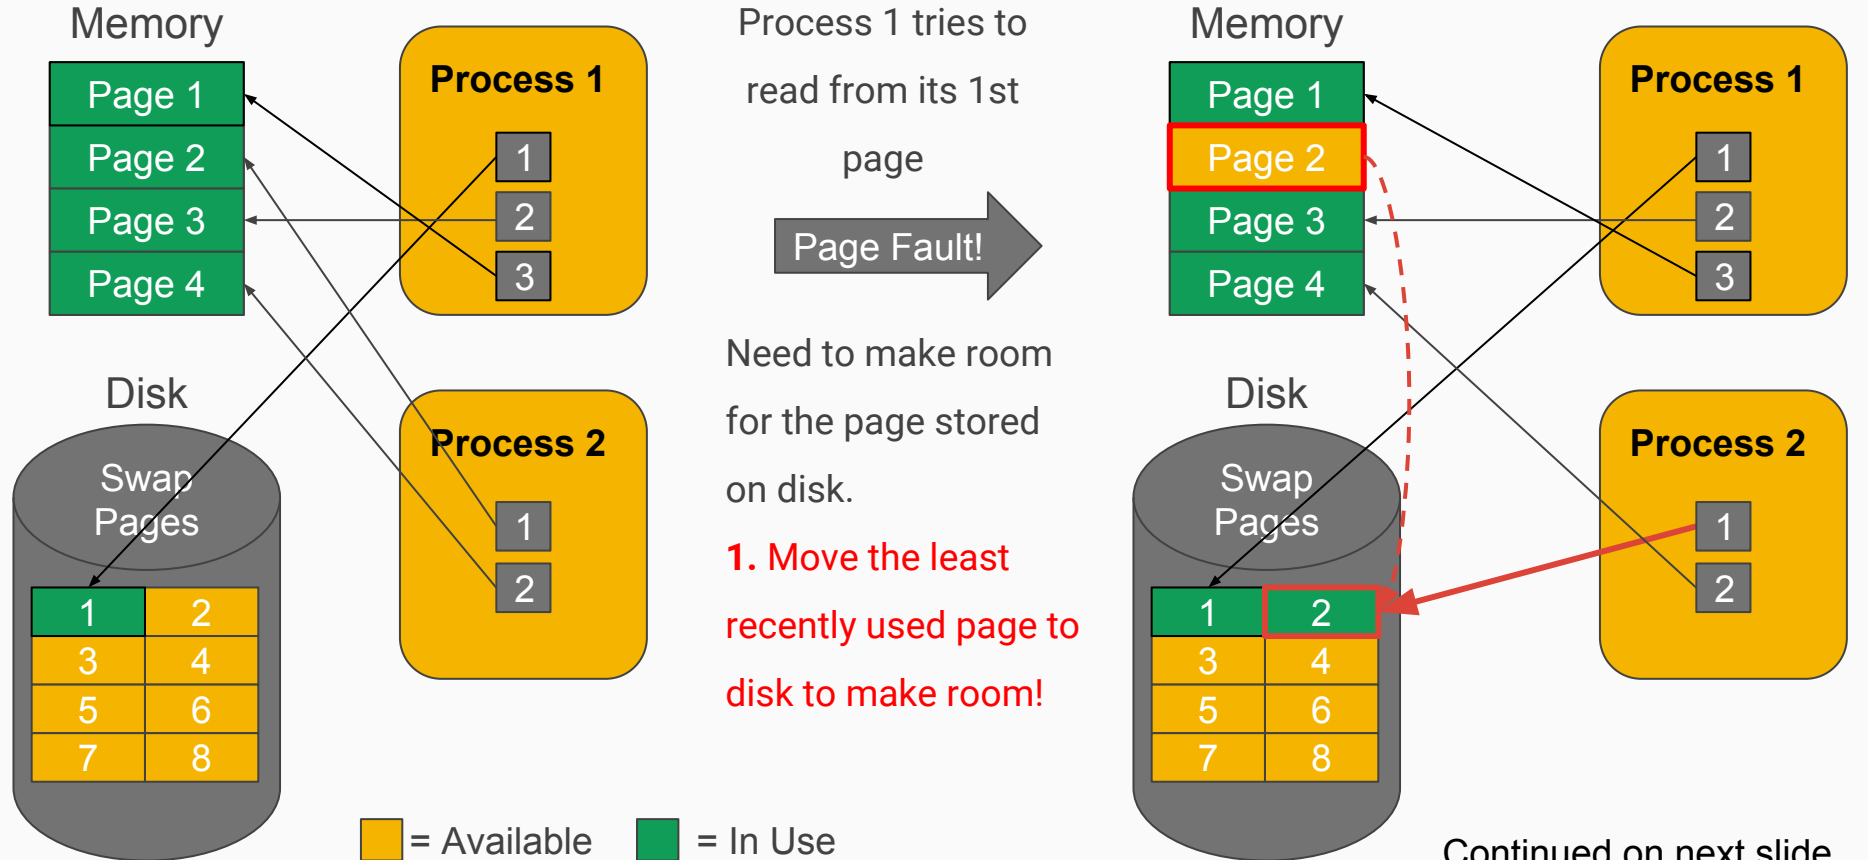 Memory
Page 1
Page 2
Page 3
Page 4
Process 1
1
2
3
Disk
Swap
Pages
1 2
3 4
5 6
7 8
Process 2
1
2
Process 1 tries to
read from its 1st
page
Page Fault!
Need to make room
for the page stored
on disk.
1. Move the least
recently used page to
disk to make room!
Memory
Page 1
Page 2
Page 3
Page 4
Process 1
1
2
3
Disk
Swap
Pages
1 2
3 4
5 6
7 8
Process 2
1
2
= Available
= In Use
Continued on next slide